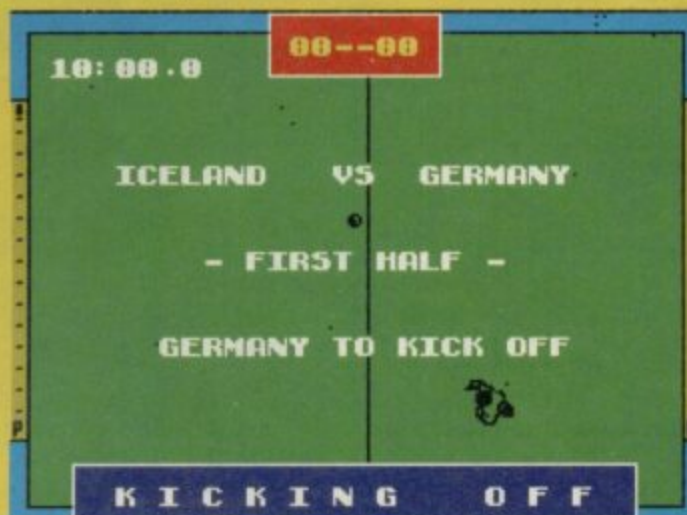 00--00
10:00.0
ICELAND VS GERMANY
- FIRST HALF -
GERMANY TO KICK OFF
KICKING OFF